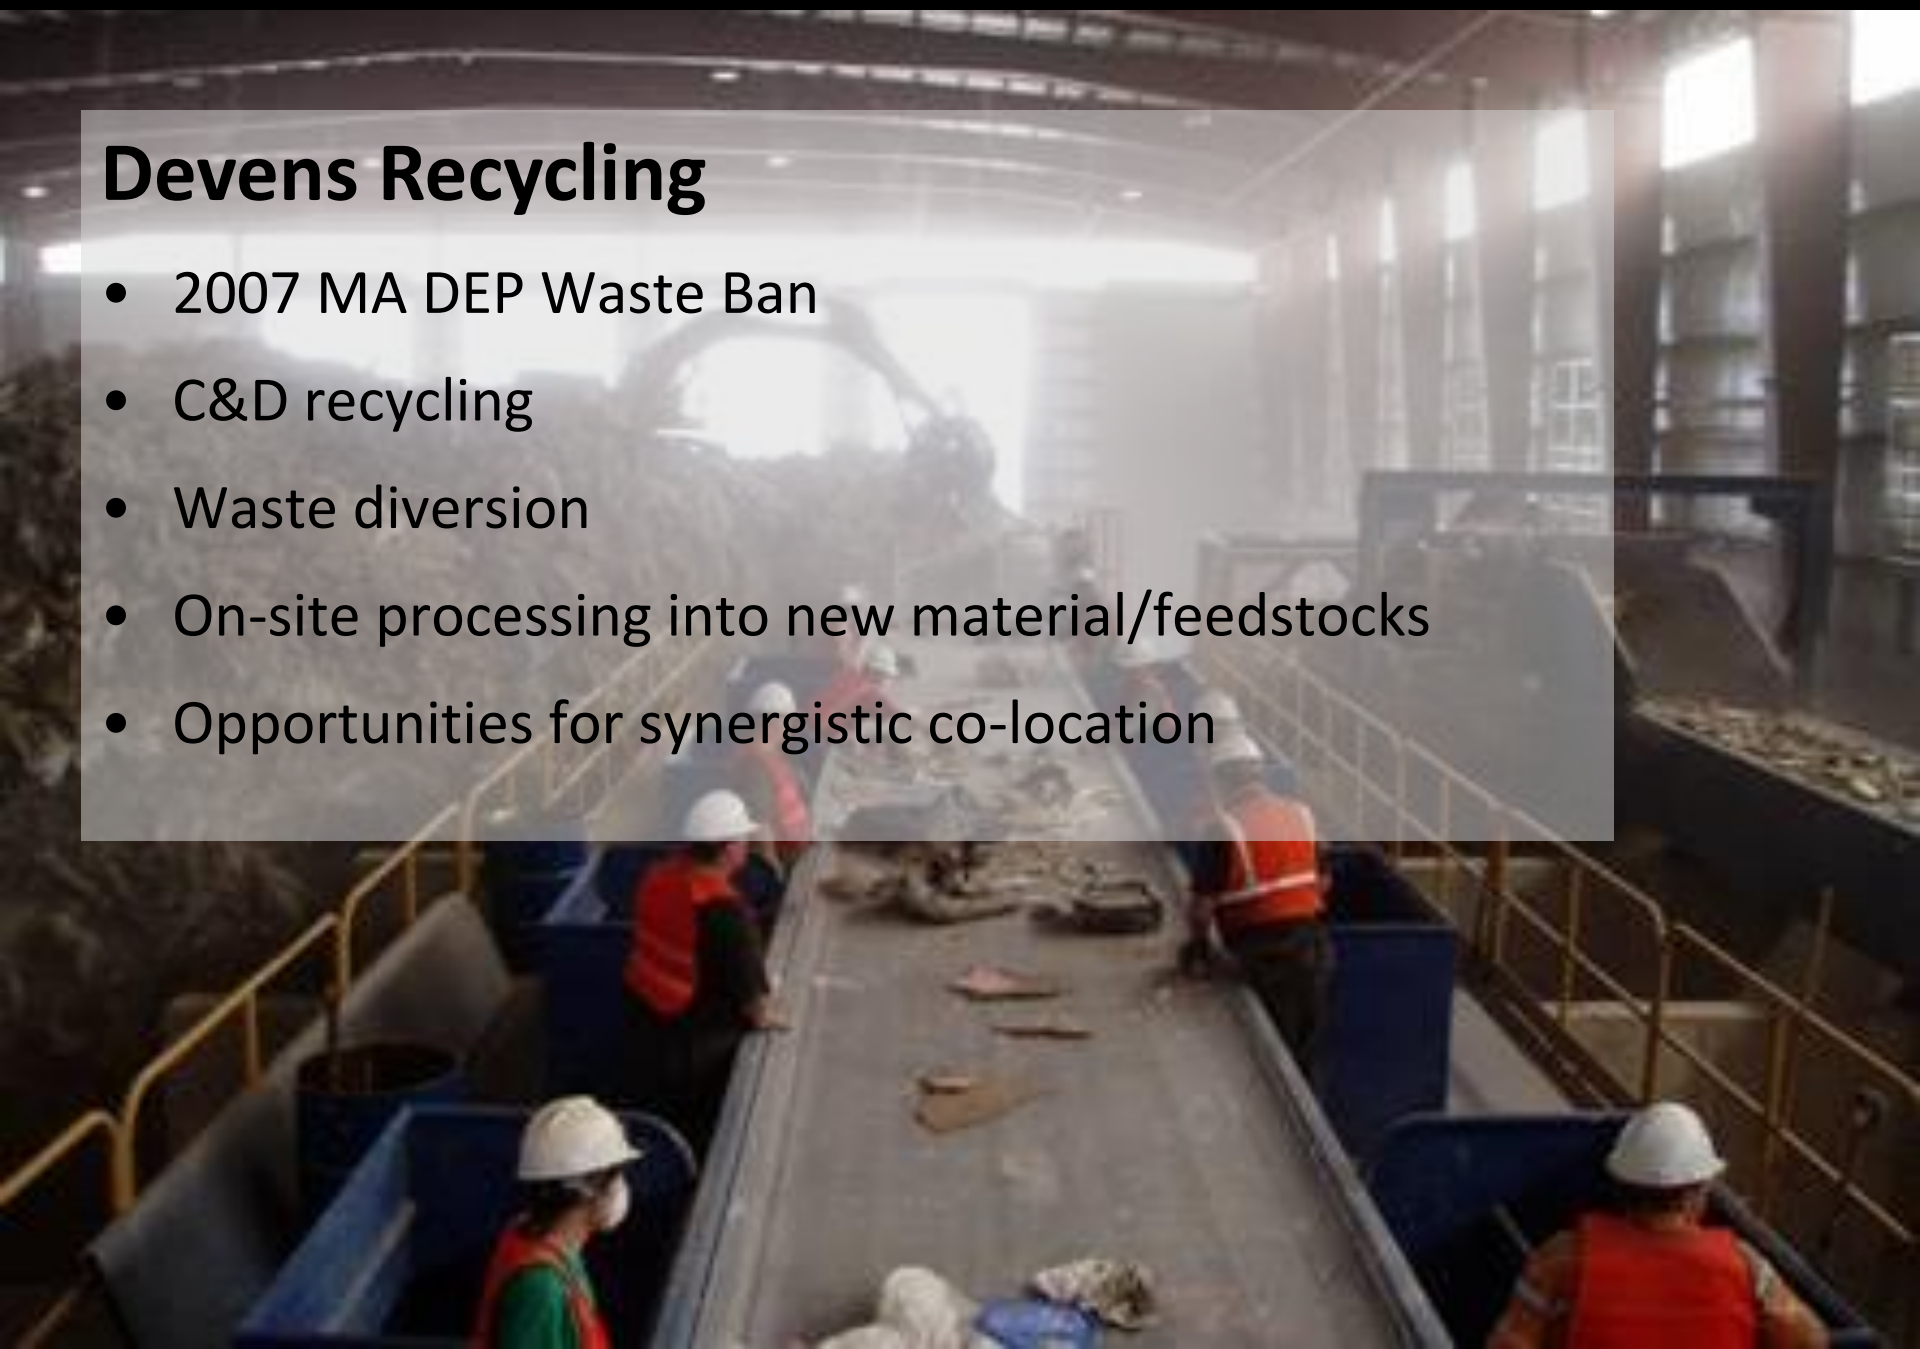 Devens Recycling
• 2007 MA DEP Waste Ban
• C&D recycling
• Waste diversion
• On-site processing into new material/feedstocks
• Opportunities for synergistic co-location